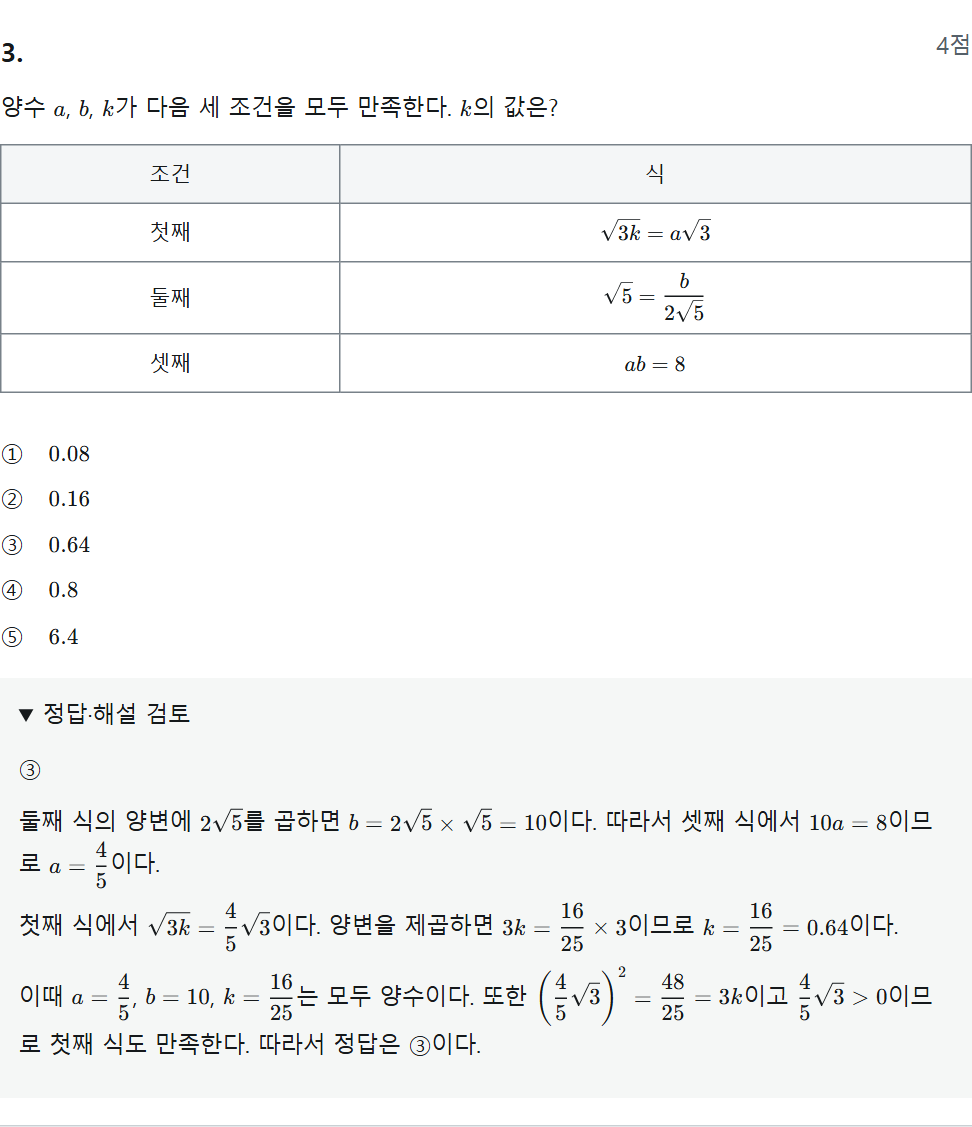 3.
4점
양수 a, b, k가 다음 세 조건을 모두 만족한다. k의 값은?
조건 식
첫째 √(3k) = a√3
둘째 √5 = b/(2√5)
셋째 ab = 8
① 0.08
② 0.16
③ 0.64
④ 0.8
⑤ 6.4
▼ 정답·해설 검토
③
둘째 식의 양변에 2√5를 곱하면 b = 2√5 × √5 = 10이다. 따라서 셋째 식에서 10a = 8이므
로 a = 4/5이다.
첫째 식에서 √(3k) = 4/5√3이다. 양변을 제곱하면 3k = 16/25 × 3이므로 k = 16/25 = 0.64이다.
이때 a = 4/5, b = 10, k = 16/25는 모두 양수이다. 또한 (4/5√3)² = 48/25 = 3k이고 4/5√3 > 0이므
로 첫째 식도 만족한다. 따라서 정답은 ③이다.